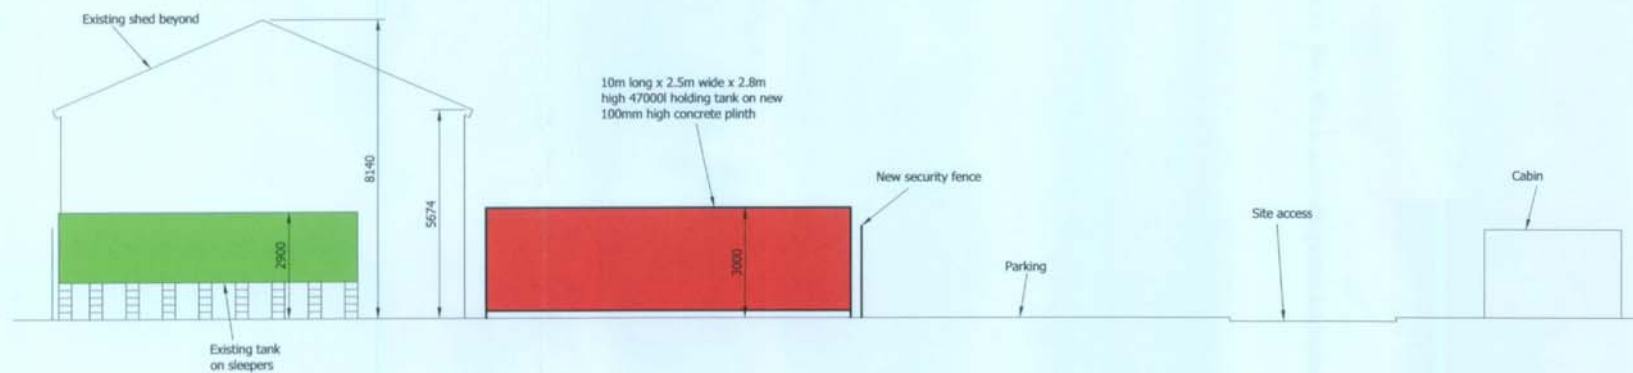 Existing shed beyond
10m long x 2.5m wide x 2.8m
high 47000l holding tank on new
100mm high concrete plinth
8140
5674
New security fence
Cabin
Site access
2900
3000
Parking
Existing tank
on sleepers